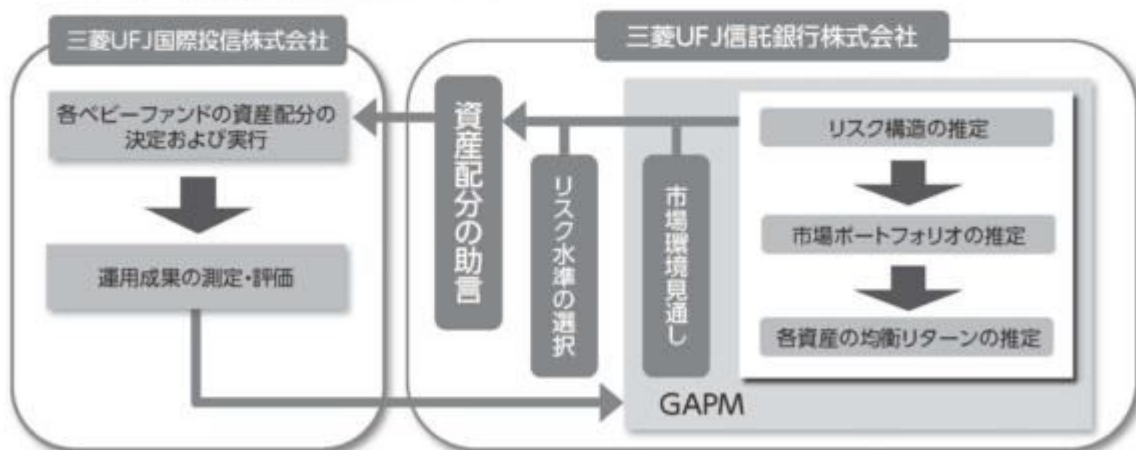 三菱UFJ国際投信株式会社
各ベビーファンドの資産配分の
決定および実行
運用成果の測定・評価
三菱UFJ信託銀行株式会社
資産配分の助言
リスク水準の選択
市場環境見通し
リスク構造の推定
市場ポートフォリオの推定
各資産の均衡リターンの推定
GAPM